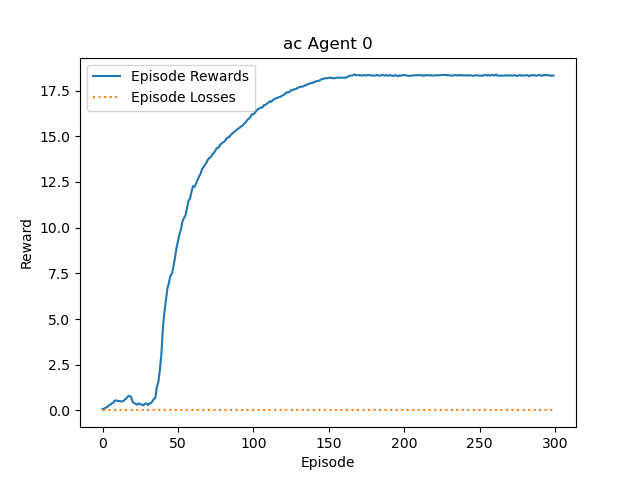 ac Agent 0
Episode Rewards
Episode Losses
17.5
15.0
12.5
10.0
7.5
5.0
2.5
0.0
Reward
0 50 100 150 200 250 300
Episode